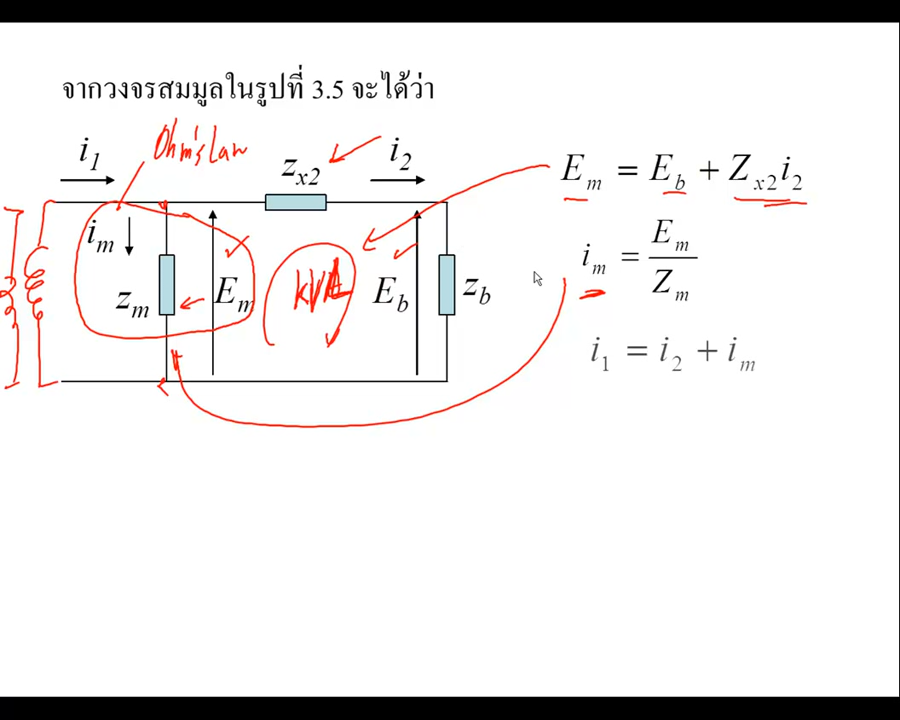 จากวงจรสมมูลในรูปที่ 3.5 จะได้ว่า
Ohm's Law
i1
zx2
i2
Em = Eb + Zx2i2
im
im = Em / Zm
zm
Em
Eb
zb
i1 = i2 + im